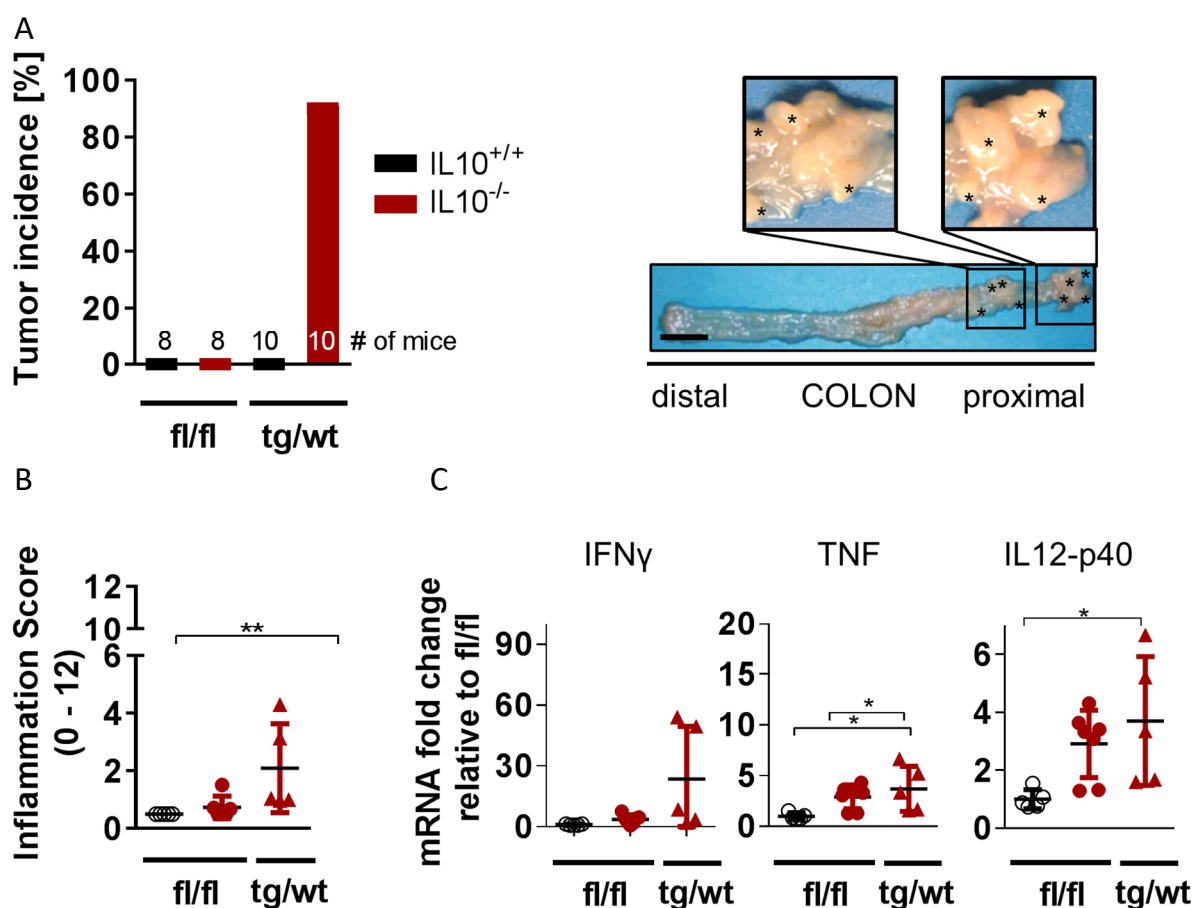 A
Tumor incidence [%]
100
80
60
40
20
0
8
8
10
10
# of mice
IL10+/+
IL10-/-
fl/fl
tg/wt
* * * *
* * * * *
* * * * * * * * *
distal
COLON
proximal
B
Inflammation Score
(0 - 12)
12
10
6
4
2
0
**
fl/fl
tg/wt
C
mRNA fold change
relative to fl/fl
IFNγ
90
60
30
0
fl/fl
tg/wt
TNF
20
15
10
5
0
*
*
fl/fl
tg/wt
IL12-p40
6
4
2
0
*
fl/fl
tg/wt